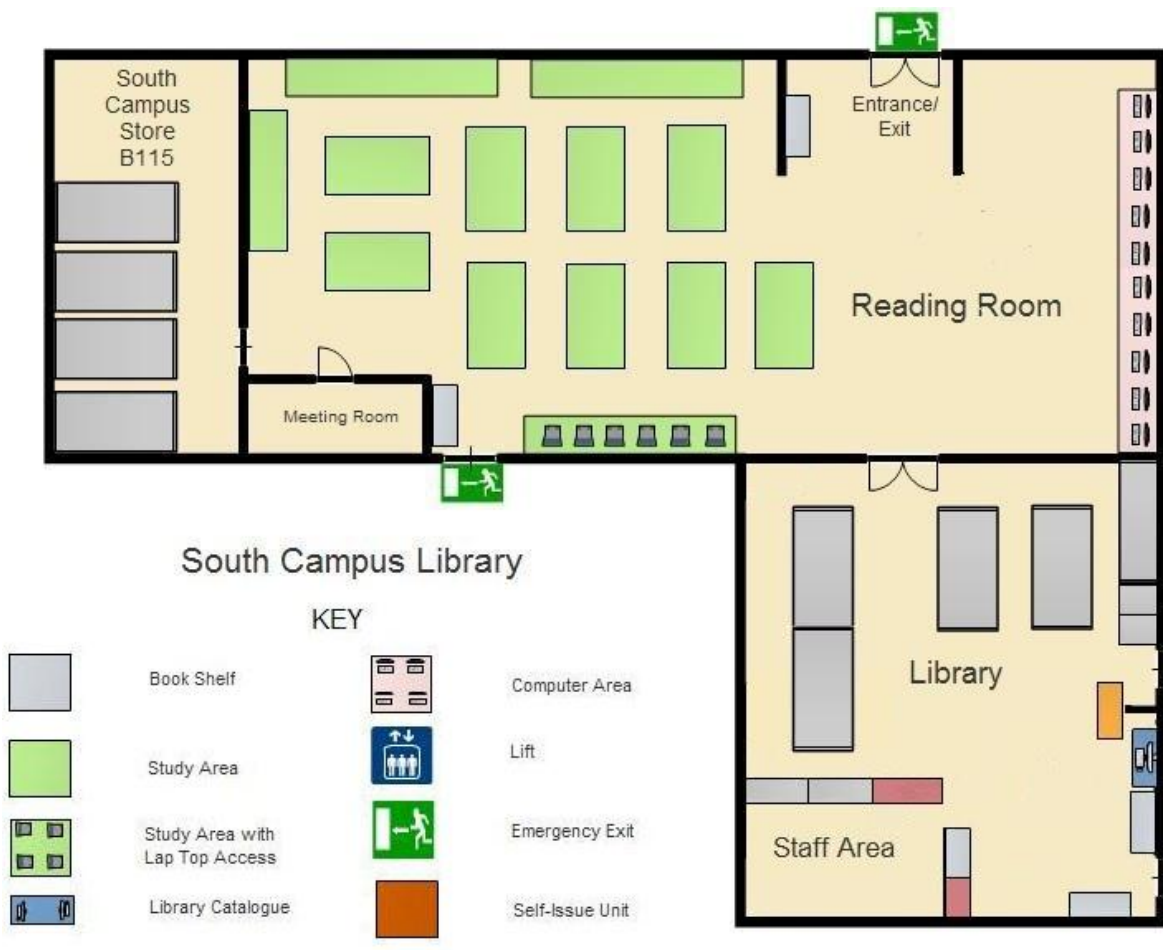 South
Campus
Store
B115
Entrance/
Exit
Reading Room
Meeting Room
Library
Staff Area
South Campus Library
KEY
Book Shelf
Study Area
Study Area with
Lap Top Access
Library Catalogue
Computer Area
Lift
Emergency Exit
Self-Issue Unit